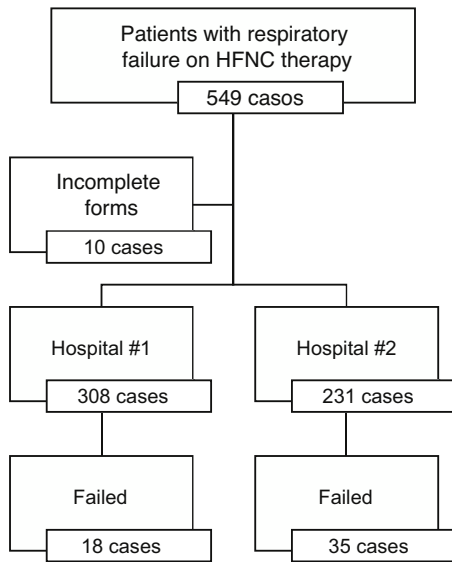 Patients with respiratory
failure on HFNC therapy
549 casos
Incomplete
forms
10 cases
Hospital #1
308 cases
Hospital #2
231 cases
Failed
18 cases
Failed
35 cases